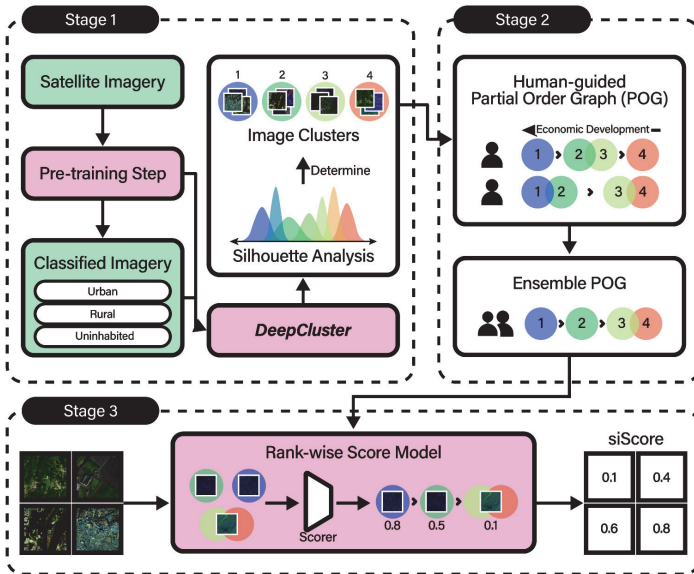 Stage 1
Satellite Imagery
Pre-training Step
Classified Imagery
Urban
Rural
Uninhabited
1 2 3 4
Image Clusters
Determine
Silhouette Analysis
DeepCluster
Stage 2
Human-guided
Partial Order Graph (POG)
Economic Development
1 2 3 4
1 2 3 4
Ensemble POG
1 2 3 4
Stage 3
Rank-wise Score Model
Scorer
0.8 0.5 0.1
siScore
0.1 0.4
0.6 0.8